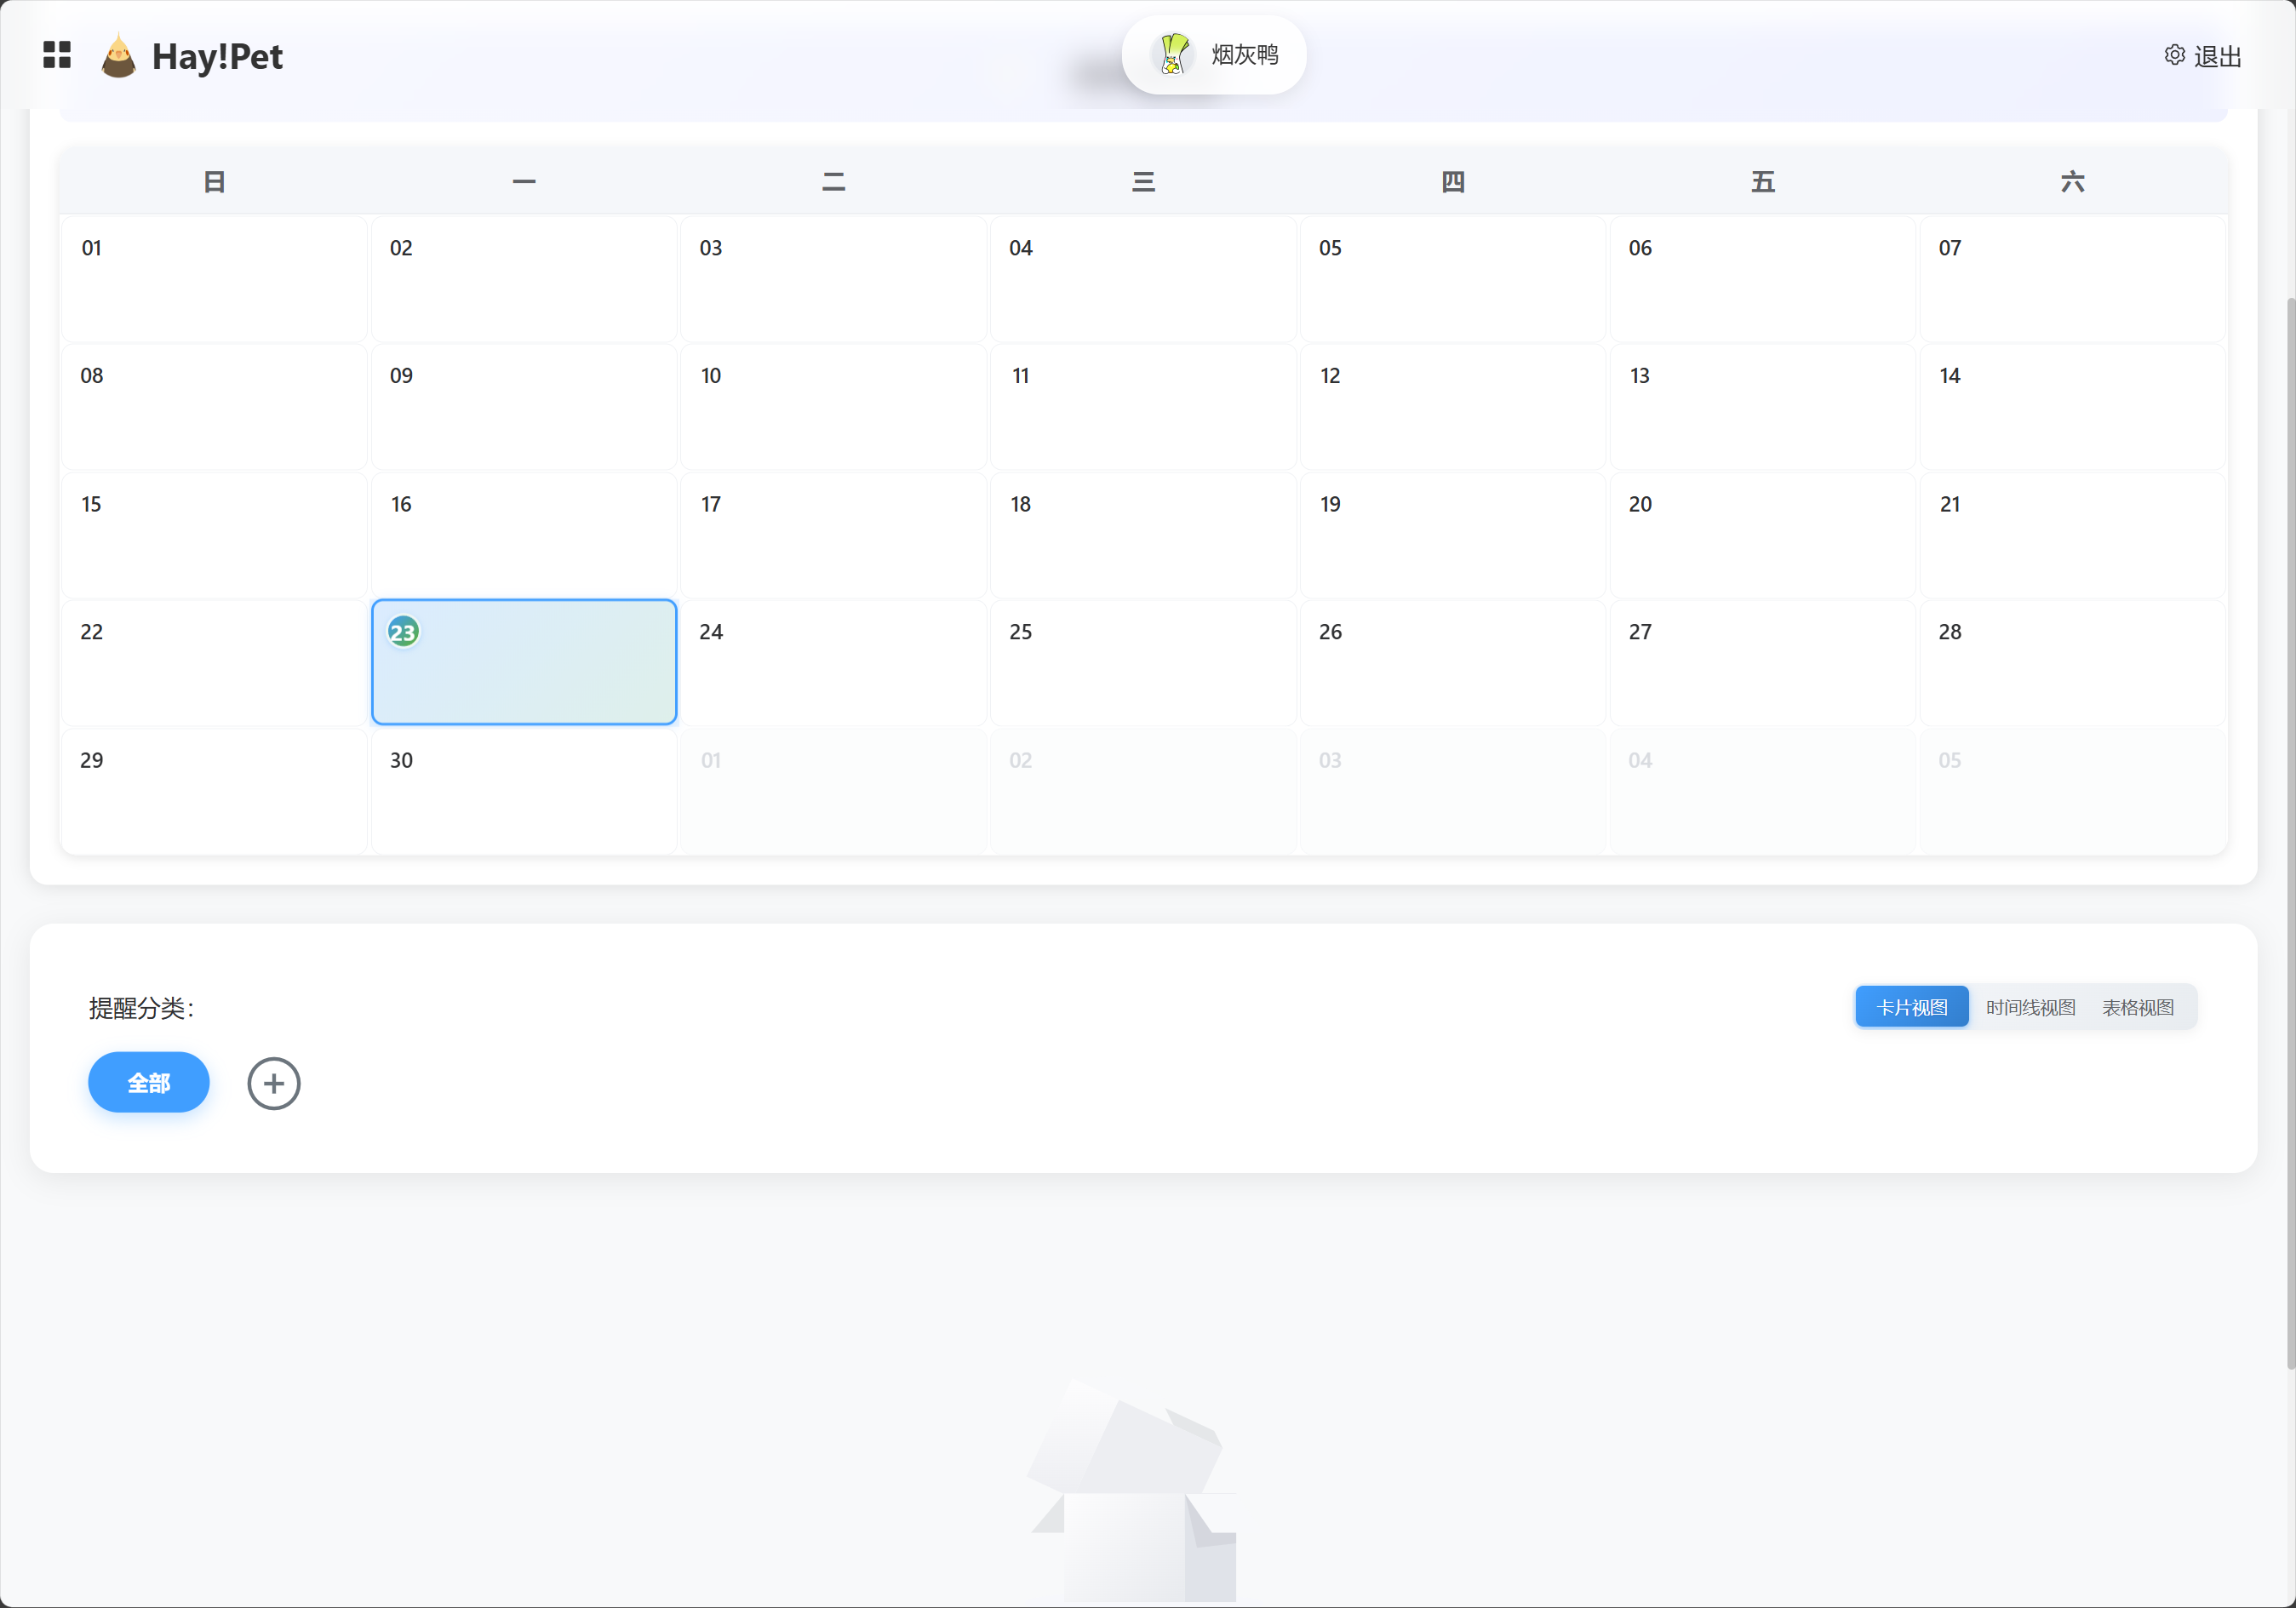 Hay!Pet
烟灰鸭
退出
日 一 二 三 四 五 六
01 02 03 04 05 06 07
08 09 10 11 12 13 14
15 16 17 18 19 20 21
22 23 24 25 26 27 28
29 30 01 02 03 04 05
提醒分类：
卡片视图 时间线视图 表格视图
全部